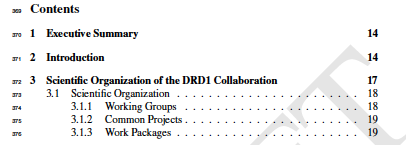 369 Contents
370 1 Executive Summary 14
371 2 Introduction 14
372 3 Scientific Organization of the DRD1 Collaboration 17
373 3.1 Scientific Organization . . . . . . . . . . . . . . . . . . . . . . . 18
374 3.1.1 Working Groups . . . . . . . . . . . . . . . . . . . . . . 18
375 3.1.2 Common Projects . . . . . . . . . . . . . . . . . . . . . 19
376 3.1.3 Work Packages . . . . . . . . . . . . . . . . . . . . . . 19